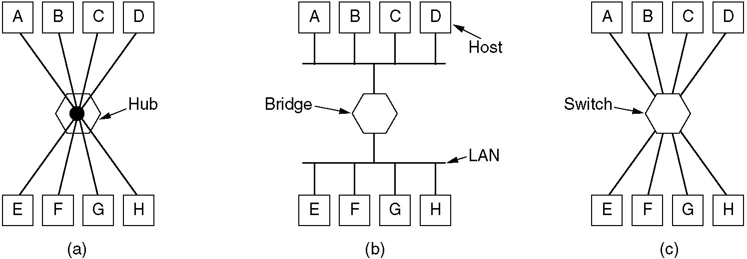 A B C D
Hub
E F G H
(a)
A B C D
Host
Bridge
LAN
E F G H
(b)
A B C D
Switch
E F G H
(c)